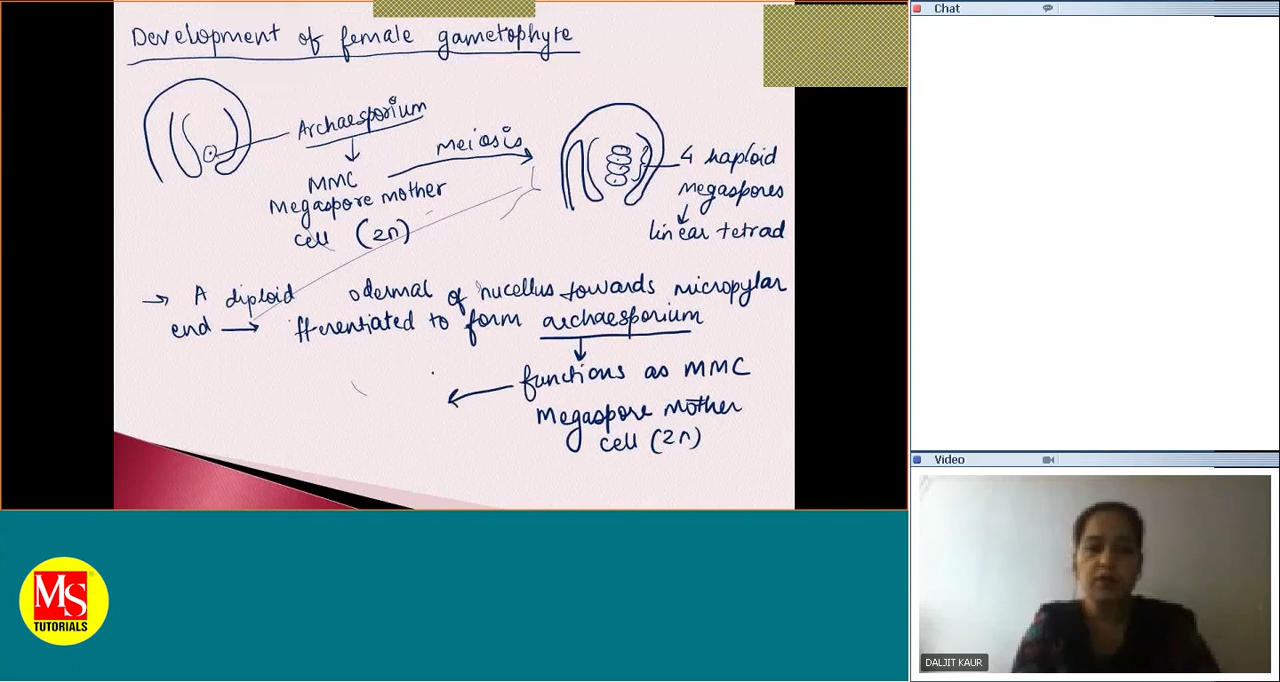 Development of female gametophyte
Archaesporium
MMC
Megaspore mother
cell (2n)
Meiosis
4 haploid
megaspores
linear tetrad
→ A diploid odermal of nucellus towards micropylar
end → fferentiated to form archaesporium
functions as MMC
Megaspore mother
cell (2n)
Chat
Video
DALJIT KAUR
MS
TUTORIALS